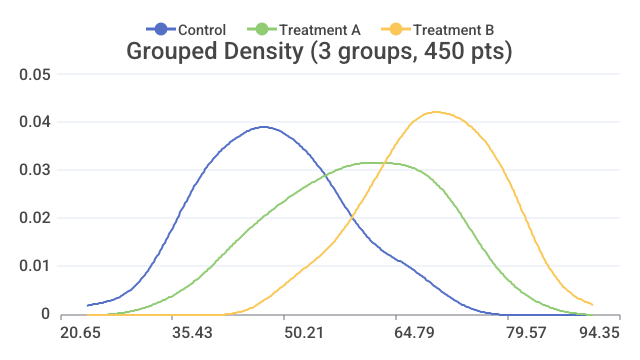 Control Treatment A Treatment B
Grouped Density (3 groups, 450 pts)
0.05
0.04
0.03
0.02
0.01
0
20.65 35.43 50.21 64.79 79.57 94.35